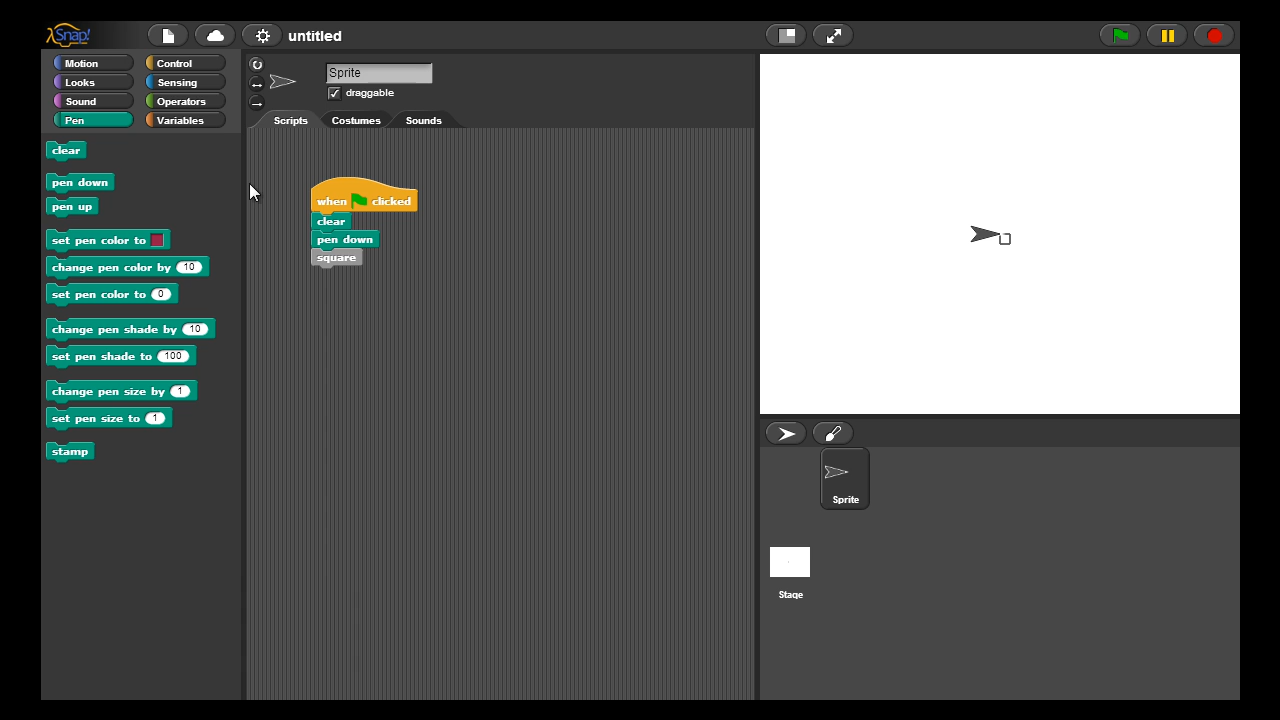 λSnap!
untitled
Motion
Control
Looks
Sensing
Sound
Operators
Pen
Variables
clear
pen down
pen up
set pen color to
change pen color by 10
set pen color to 0
change pen shade by 10
set pen shade to 100
change pen size by 1
set pen size to 1
stamp
Sprite
draggable
Scripts
Costumes
Sounds
when clicked
clear
pen down
square
Sprite
Stage